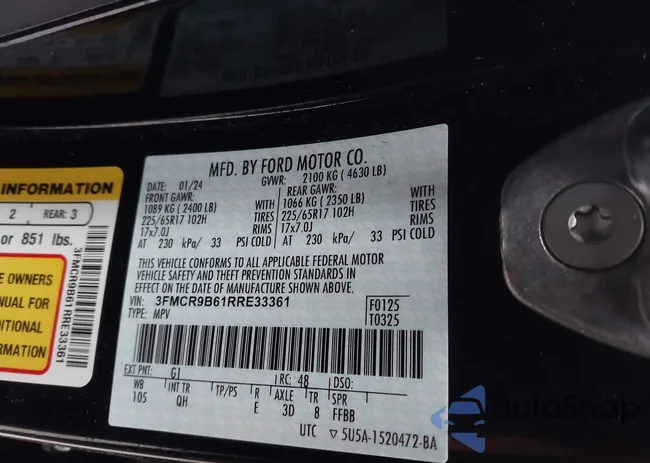 MFD. BY FORD MOTOR CO.
DATE: 01/24 GVWR: 2100 KG ( 4630 LB)
FRONT GAWR: REAR GAWR:
1089 KG ( 2400 LB) WITH 1066 KG ( 2350 LB) WITH
225/65R17 102H TIRES 225/65R17 102H TIRES
17x7.0J RIMS 17x7.0J RIMS
AT 230 kPa/ 33 PSI COLD AT 230 kPa/ 33 PSI COLD
THIS VEHICLE CONFORMS TO ALL APPLICABLE FEDERAL MOTOR
VEHICLE SAFETY AND THEFT PREVENTION STANDARDS IN
EFFECT ON THE DATE OF MANUFACTURE SHOWN ABOVE.
VIN: 3FMCR9B61RRE33361 F0125
TYPE: MPV T0325
EXT PNT: G1 RC: 48 DSO:
WB INT TR TP/PS R AXLE TR SPR
105 QH E 3D 8 FFBB
UTC ▽ 5U5A-1520472-BA
INFORMATION
2 REAR: 3
or 851 lbs.
OWNERS
FOR
3FMCR9B61RRE33361
AutoSnap